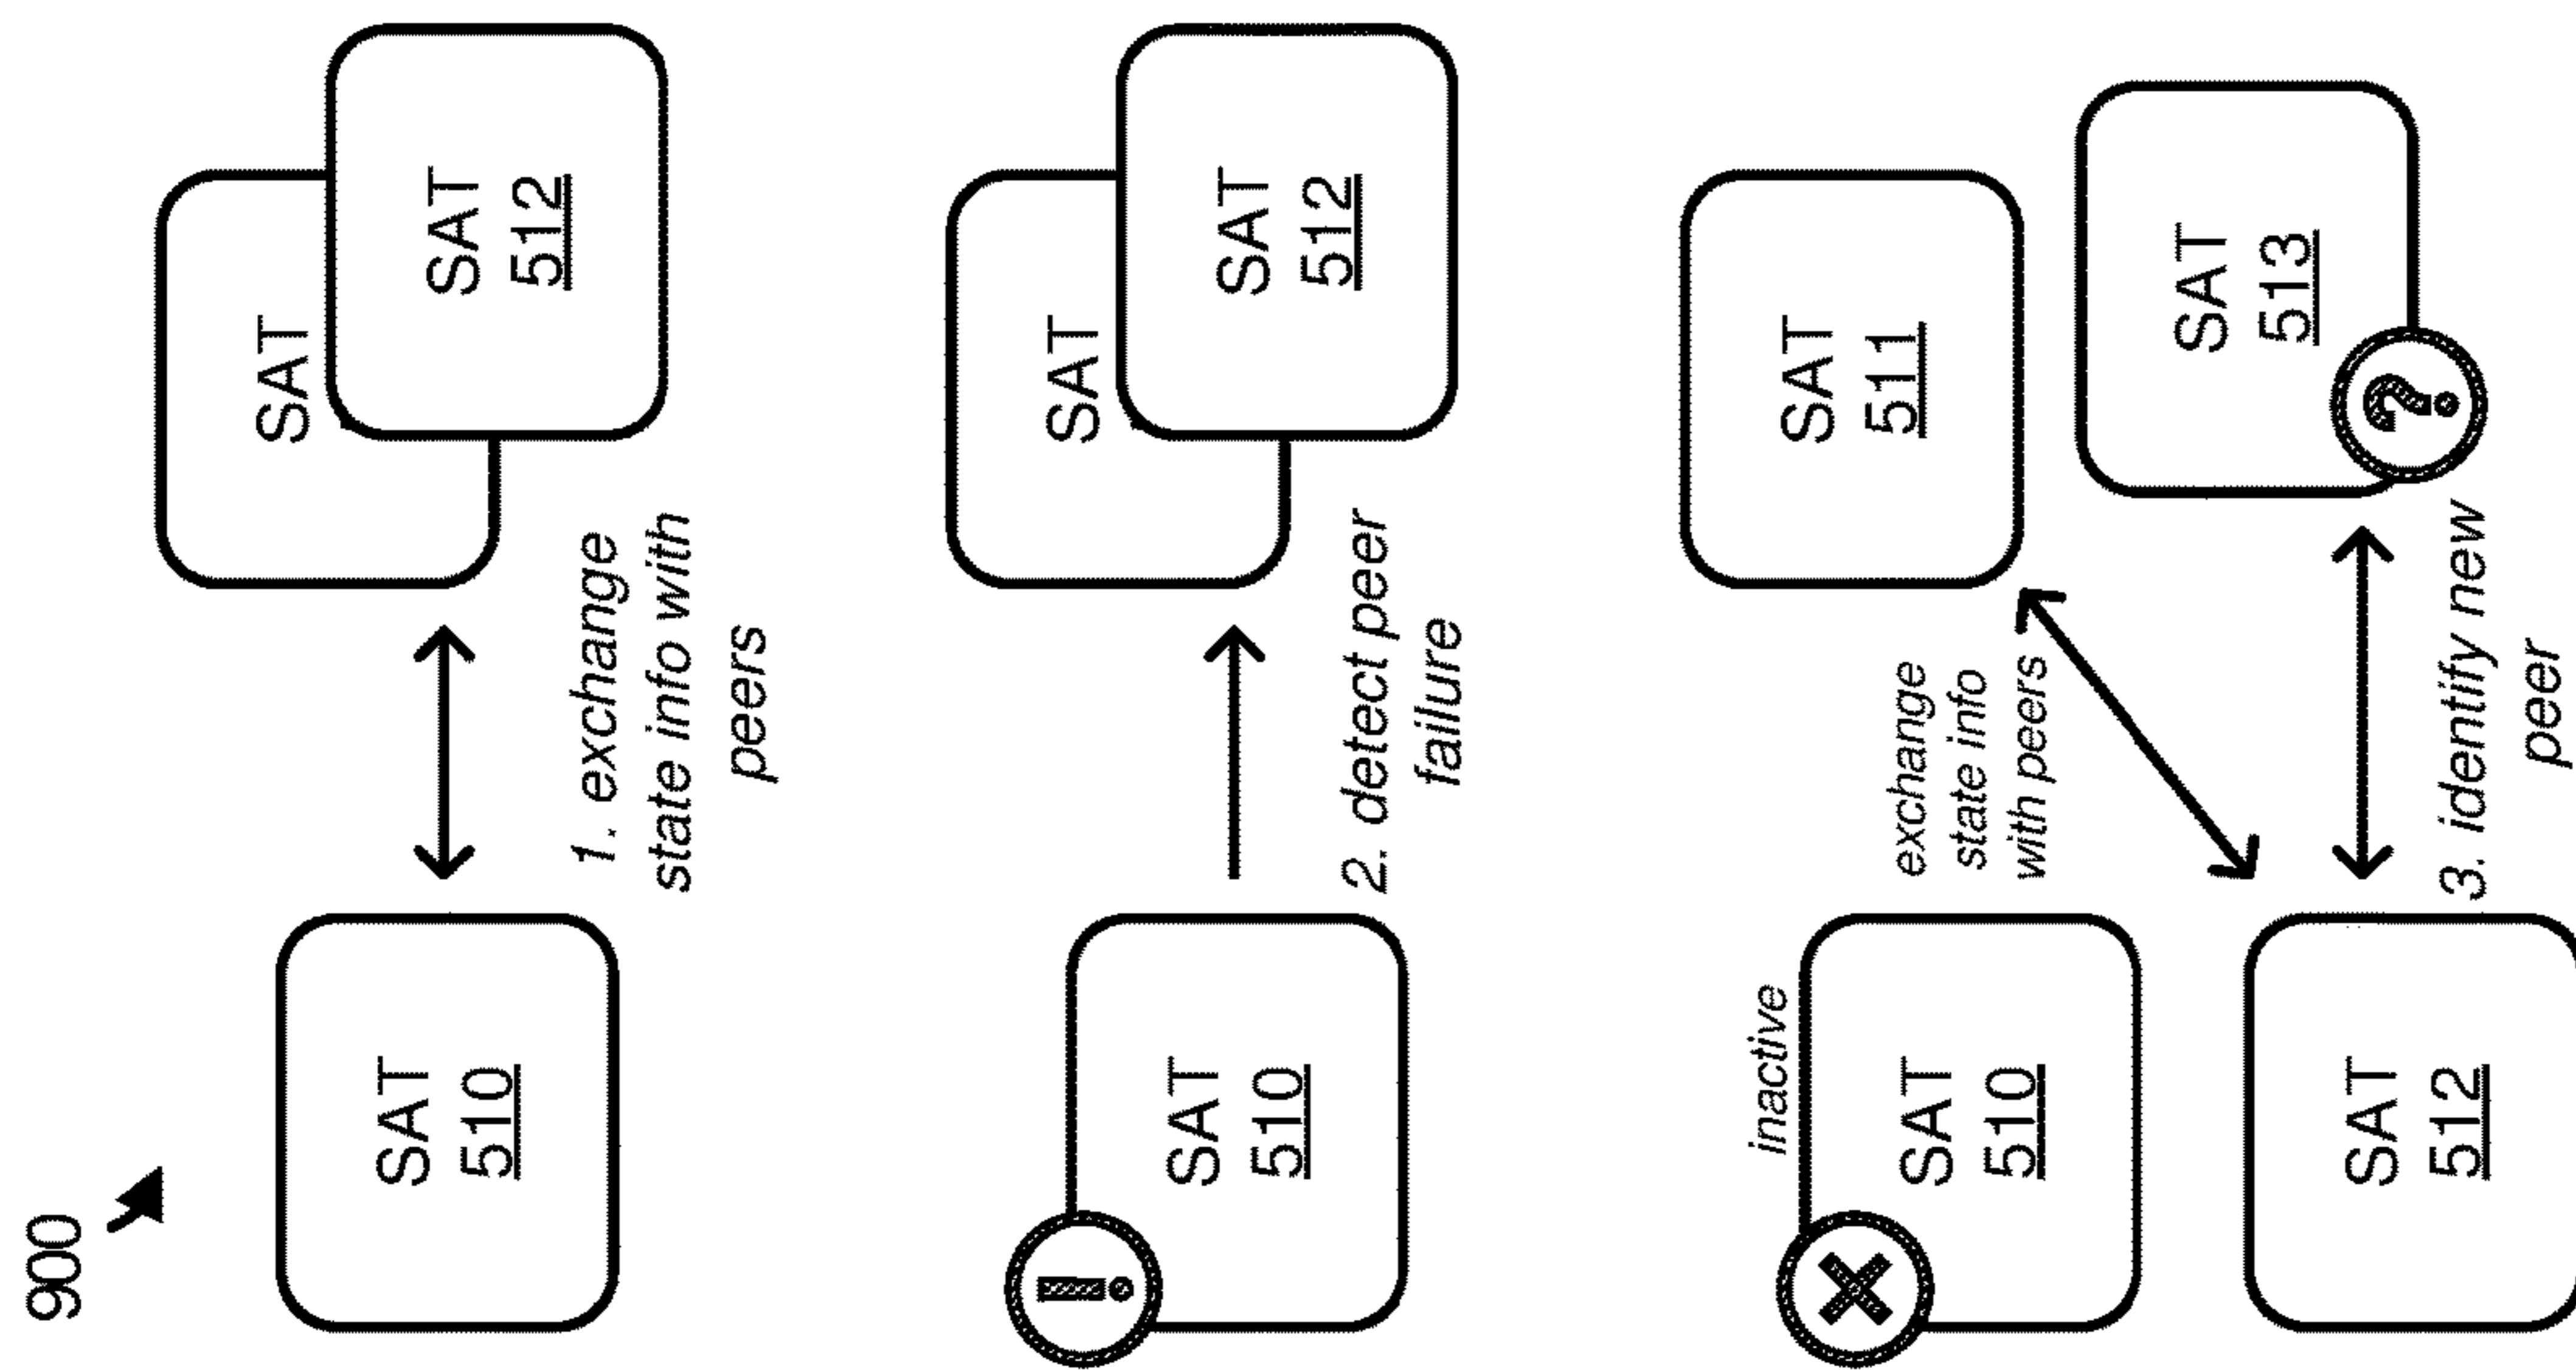 900
SAT
510
1. exchange
state info with
peers
SAT
SAT
512
!
SAT
510
2. detect peer
failure
SAT
SAT
512
inactive
SAT
510
exchange
state info
with peers
SAT
511
SAT
512
3. identify new
peer
SAT
513
?